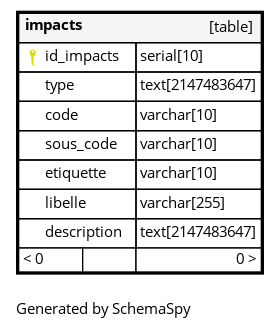 impacts [table]
id_impacts serial[10]
type text[2147483647]
code varchar[10]
sous_code varchar[10]
etiquette varchar[10]
libelle varchar[255]
description text[2147483647]
< 0 0 >
Generated by SchemaSpy